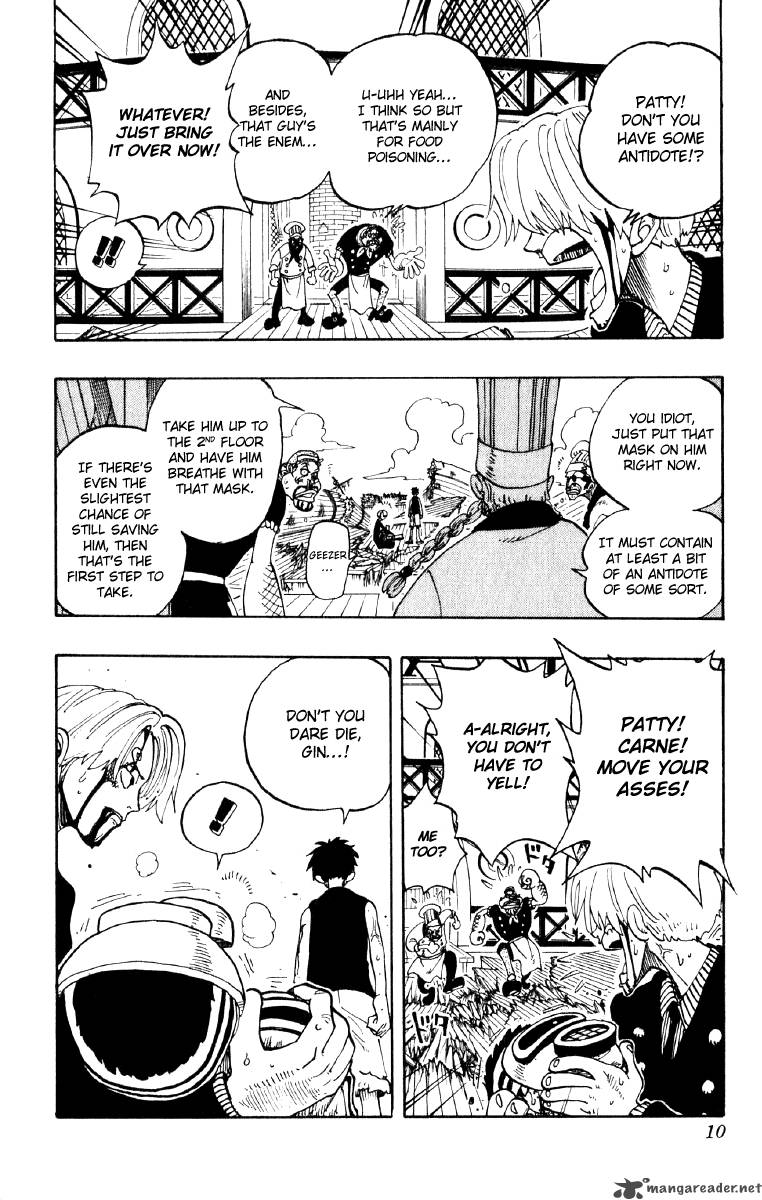 PATTY!
DON'T YOU
HAVE SOME
ANTIDOTE!?
U-UHH YEAH...
I THINK SO BUT
THAT'S MAINLY
FOR FOOD
POISONING...
AND
BESIDES,
THAT GUY'S
THE ENEM...
WHATEVER!
JUST BRING
IT OVER NOW!
!!
YOU IDIOT,
JUST PUT THAT
MASK ON HIM
RIGHT NOW.
IT MUST CONTAIN
AT LEAST A BIT
OF AN ANTIDOTE
OF SOME SORT.
GEEZER
...
TAKE HIM UP TO
THE 2ND FLOOR
AND HAVE HIM
BREATHE WITH
THAT MASK.
IF THERE'S
EVEN THE
SLIGHTEST
CHANCE OF
STILL SAVING
HIM, THEN
THAT'S THE
FIRST STEP TO
TAKE.
PATTY!
CARNE!
MOVE YOUR
ASSES!
A-ALRIGHT,
YOU DON'T
HAVE TO
YELL!
ME
TOO?
ドタ
ドタ
DON'T YOU
DARE DIE,
GIN...!
!
10
mangareader.net